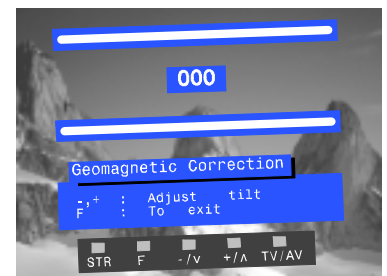 000
Geomagnetic Correction
-,+ : Adjust tilt
F : To exit
STR F -/v +/ʌ TV/AV